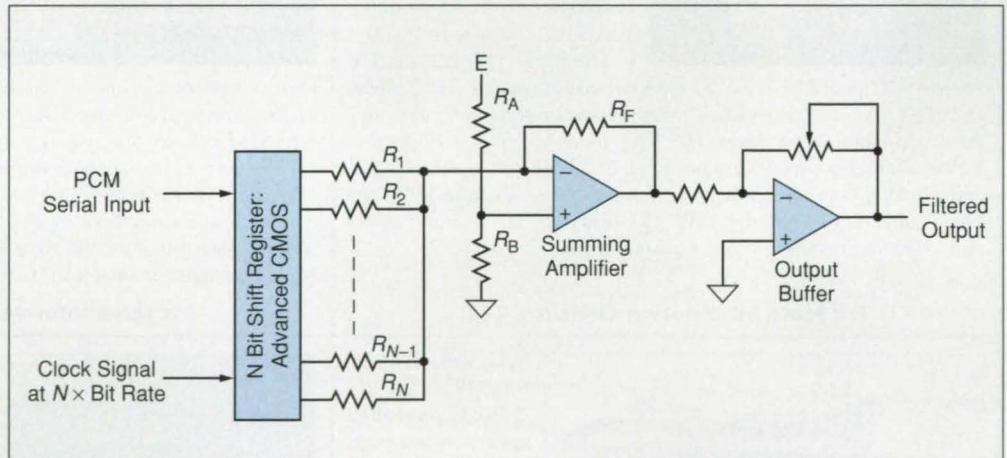 E
R_A
R_F
R_1
PCM
Serial Input
R_2
N Bit Shift Register:
Advanced CMOS
−
+
R_B
Summing
Amplifier
−
+
Output
Buffer
Filtered
Output
R_{N−1}
R_N
Clock Signal
at N × Bit Rate